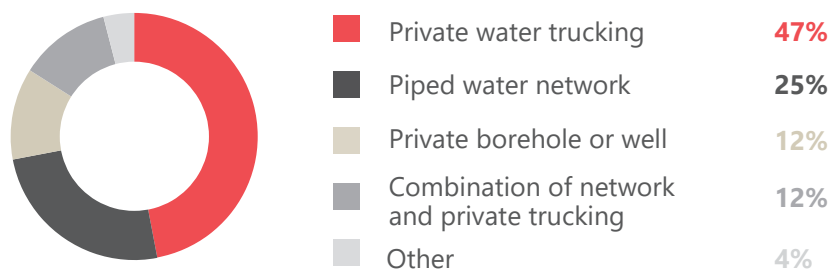 Private water trucking 47%
Piped water network 25%
Private borehole or well 12%
Combination of network
and private trucking 12%
Other 4%